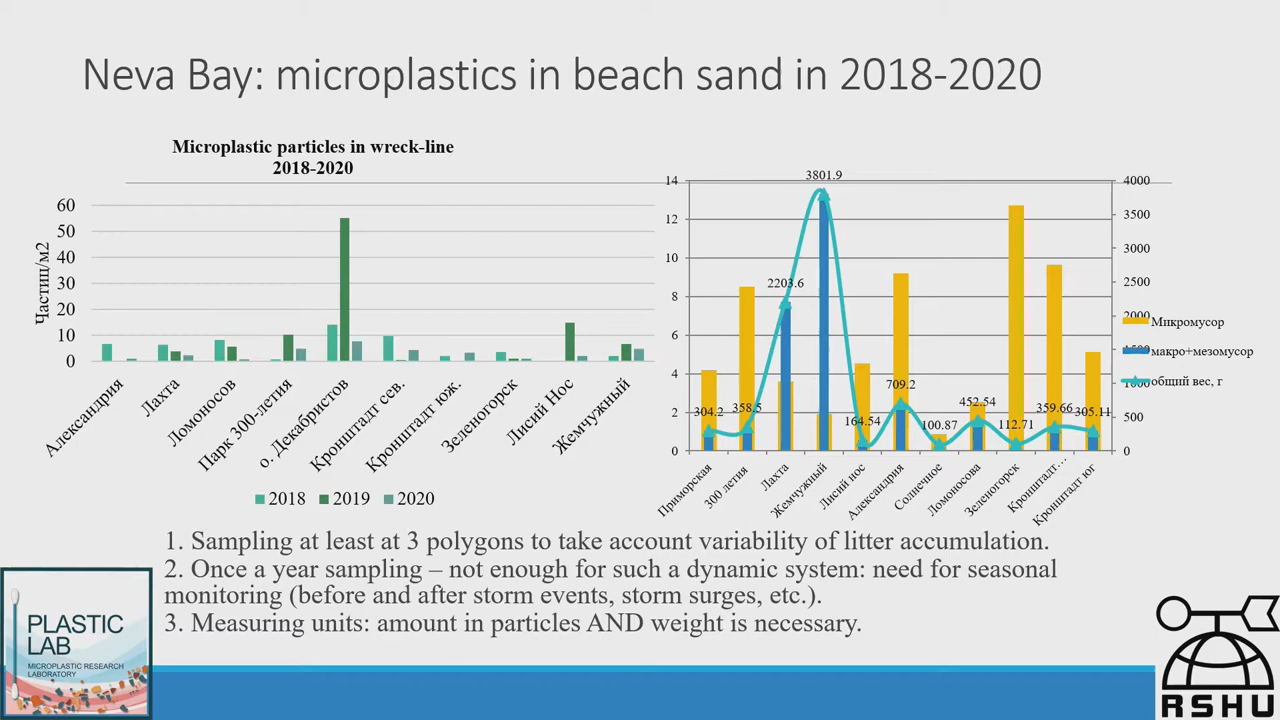 Neva Bay: microplastics in beach sand in 2018-2020
Microplastic particles in wreck-line
2018-2020
Частиц/м2
60
50
40
30
20
10
0
Александрия
Лахта
Ломоносов
Парк 300-летия
о. Декабристов
Кронштадт сев.
Кронштадт юж.
Зеленогорск
Лисий Нос
Жемчужный
2018
2019
2020
14
12
10
8
6
4
2
0
4000
3500
3000
2500
2000
1500
1000
500
0
304.2
358.5
2203.6
3801.9
164.54
709.2
100.87
452.54
112.71
359.66
305.11
Приморская
300 летия
Лахта
Жемчужный
Лисий нос
Александрия
Солнечное
Ломоносова
Зеленогорск
Кронштадт…
Кронштадт юг
Микромусор
макро+мезомусор
общий вес, г
1. Sampling at least at 3 polygons to take account variability of litter accumulation.
2. Once a year sampling – not enough for such a dynamic system: need for seasonal
monitoring (before and after storm events, storm surges, etc.).
3. Measuring units: amount in particles AND weight is necessary.
PLASTIC
LAB
MICROPLASTIC RESEARCH
LABORATORY
RSHU